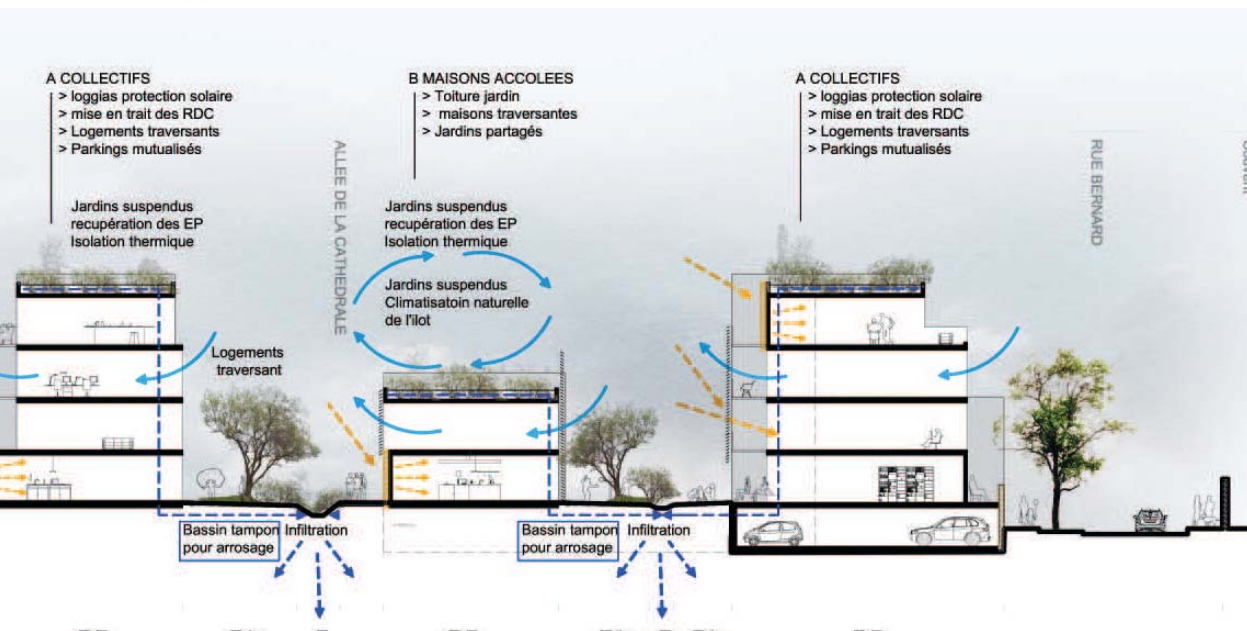 A COLLECTIFS
> loggias protection solaire
> mise en trait des RDC
> Logements traversants
> Parkings mutualisés
Jardins suspendus
recupération des EP
Isolation thermique
ALLEE DE LA CATHEDRALE
B MAISONS ACCOLEES
> Toiture jardin
> maisons traversantes
> Jardins partagés
Jardins suspendus
recupération des EP
Isolation thermique
Jardins suspendus
Climatisatoin naturelle
de l'ilot
A COLLECTIFS
> loggias protection solaire
> mise en trait des RDC
> Logements traversants
> Parkings mutualisés
RUE BERNARD
Logements
traversant
Bassin tampon
pour arrosage
Infiltration
Bassin tampon
pour arrosage
Infiltration